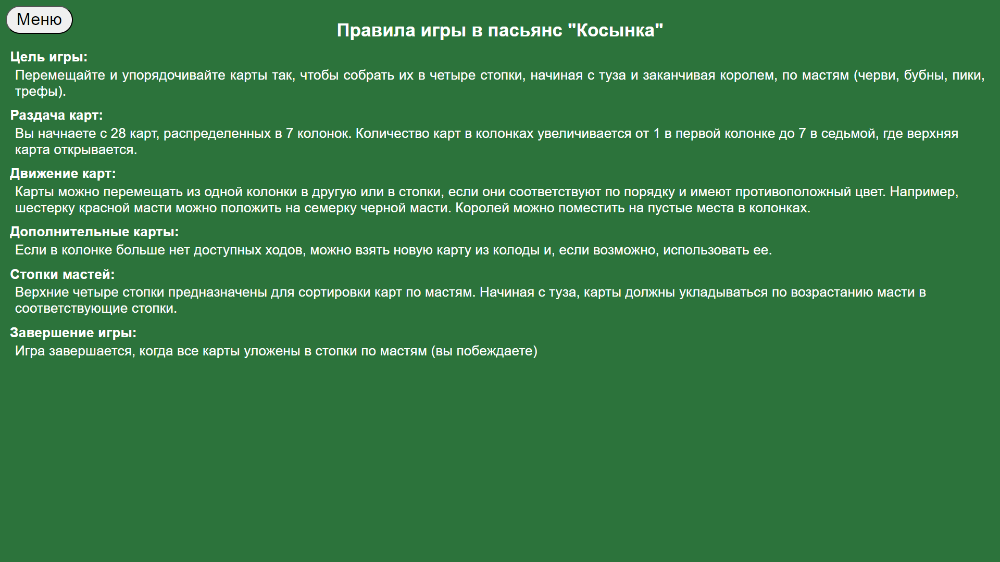 Меню
Правила игры в пасьянс "Косынка"
Цель игры:
Перемещайте и упорядочивайте карты так, чтобы собрать их в четыре стопки, начиная с туза и заканчивая королем, по мастям (черви, бубны, пики,
трефы).
Раздача карт:
Вы начнаете с 28 карт, распределенных в 7 колонок. Количество карт в колонках увеличивается от 1 в первой колонке до 7 в седьмой, где верхняя
карта открывается.
Движение карт:
Карты можно перемещать из одной колонки в другую или в стопки, если они соответствуют по порядку и имеют противоположный цвет. Например,
шестерку красной масти можно положить на семерку черной масти. Королей можно поместить на пустые места в колонках.
Дополнительные карты:
Если в колонке больше нет доступных ходов, можно взять новую карту из колоды и, если возможно, использовать ее.
Стопки мастей:
Верхние четыре стопки предназначены для сортировки карт по мастям. Начиная с туза, карты должны укладываться по возрастанию масти в
соответствующие стопки.
Завершение игры:
Игра завершается, когда все карты уложены в стопки по мастям (вы побеждаете)